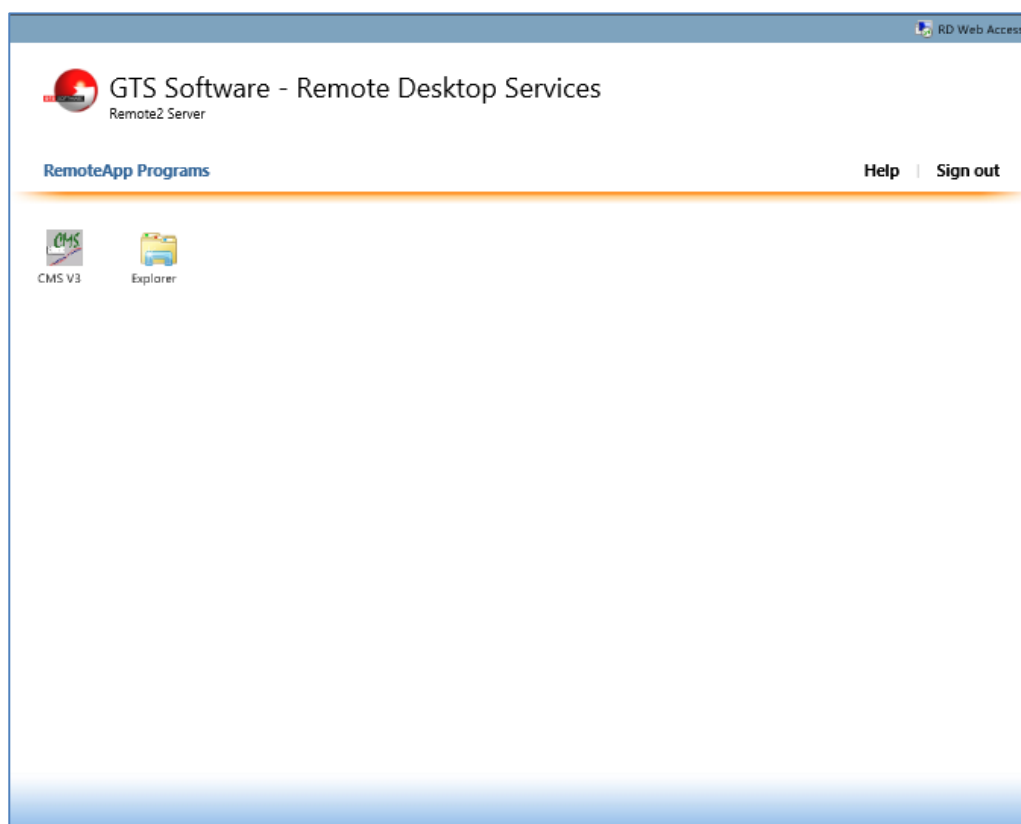 RD Web Access
GTS Software - Remote Desktop Services
Remote2 Server
RemoteApp Programs
Help | Sign out
CMS
CMS V3
Explorer